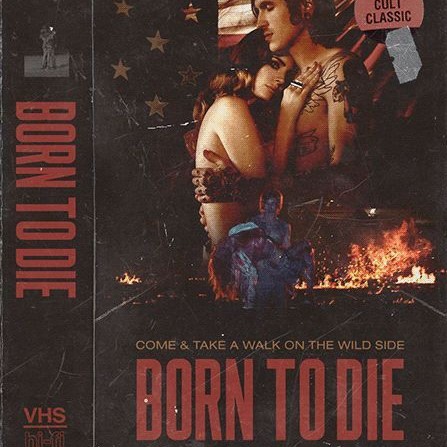 CULT
CLASSIC
BORN TO DIE
COME & TAKE A WALK ON THE WILD SIDE
BORN TO DIE
VHS
hi-fi